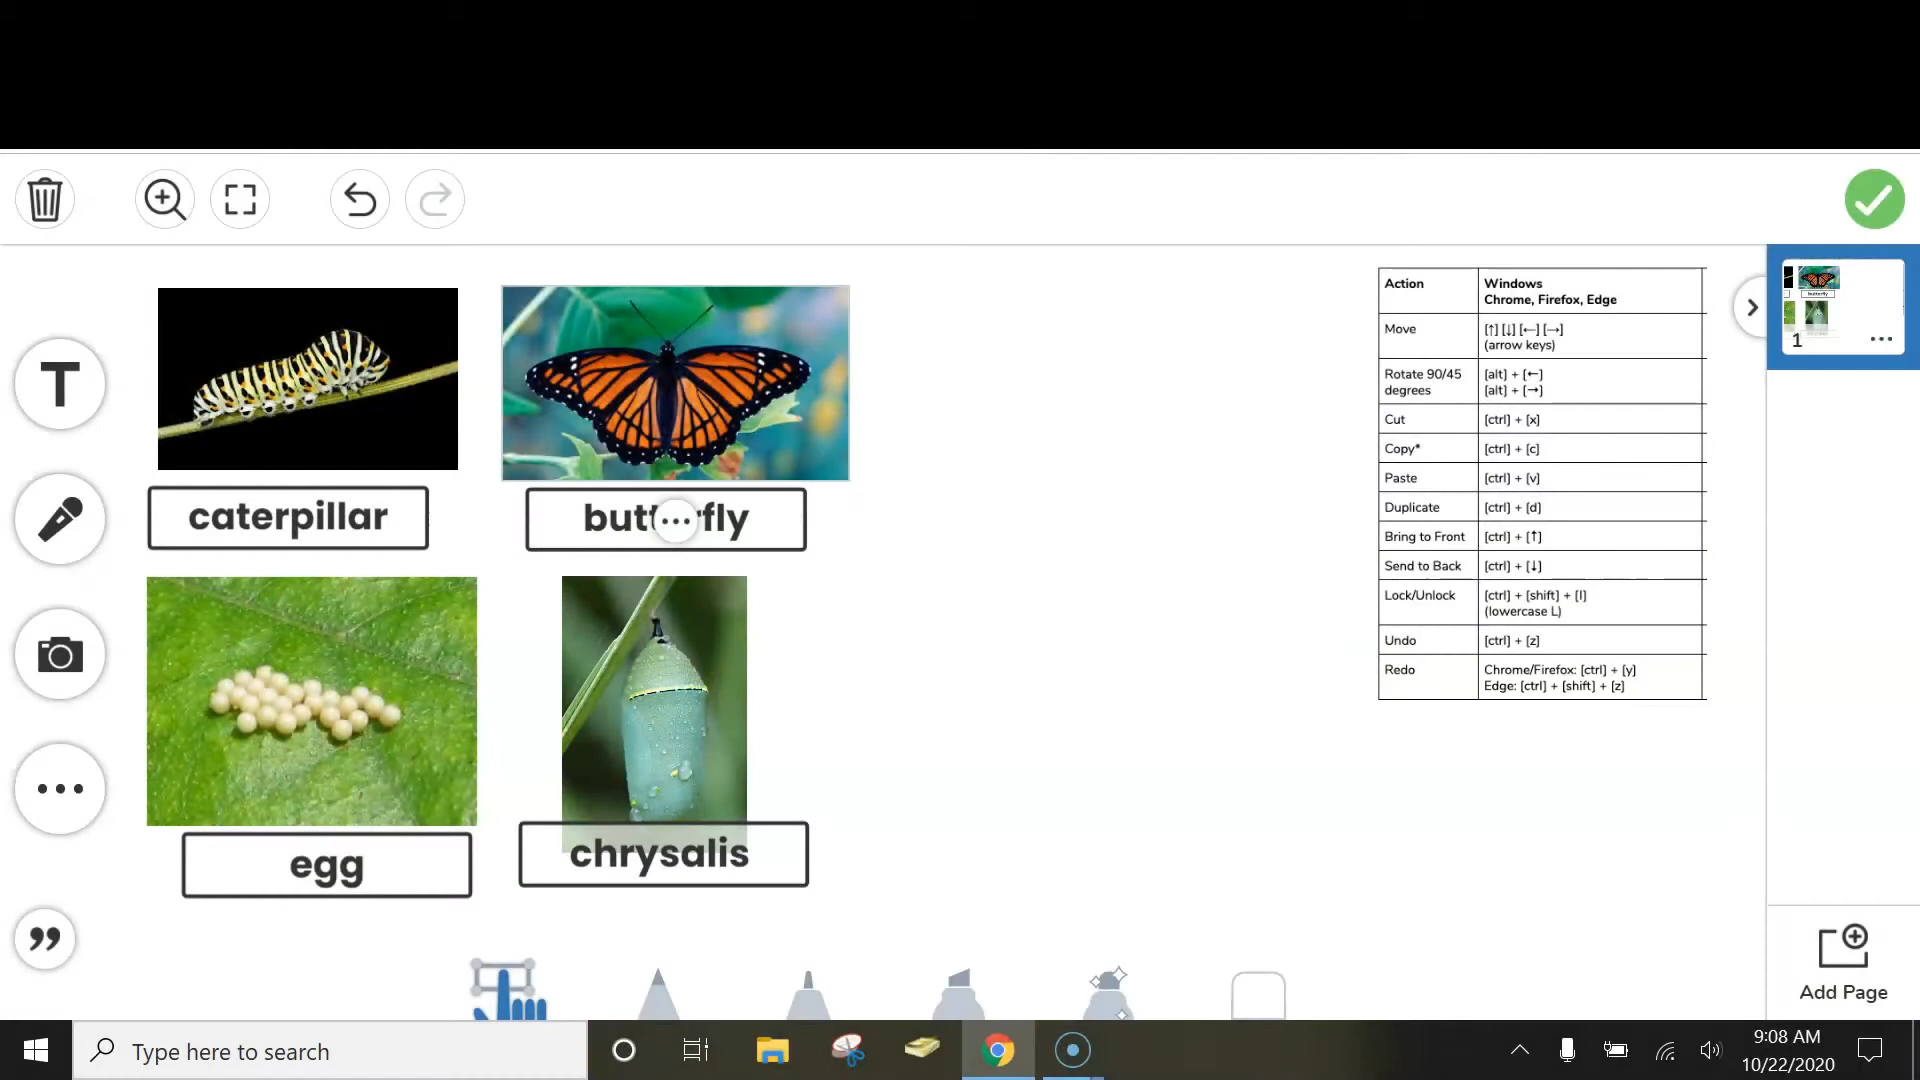 caterpillar
butterfly
egg
chrysalis
Action Windows
Chrome, Firefox, Edge
Move [↑] [↓] [←] [→]
(arrow keys)
Rotate 90/45 [alt] + [←]
degrees [alt] + [→]
Cut [ctrl] + [x]
Copy* [ctrl] + [c]
Paste [ctrl] + [v]
Duplicate [ctrl] + [d]
Bring to Front [ctrl] + [↑]
Send to Back [ctrl] + [↓]
Lock/Unlock [ctrl] + [shift] + [l]
(lowercase L)
Undo [ctrl] + [z]
Redo Chrome/Firefox: [ctrl] + [y]
Edge: [ctrl] + [shift] + [z]
T
butterfly
1
Add Page
Type here to search
9:08 AM
10/22/2020